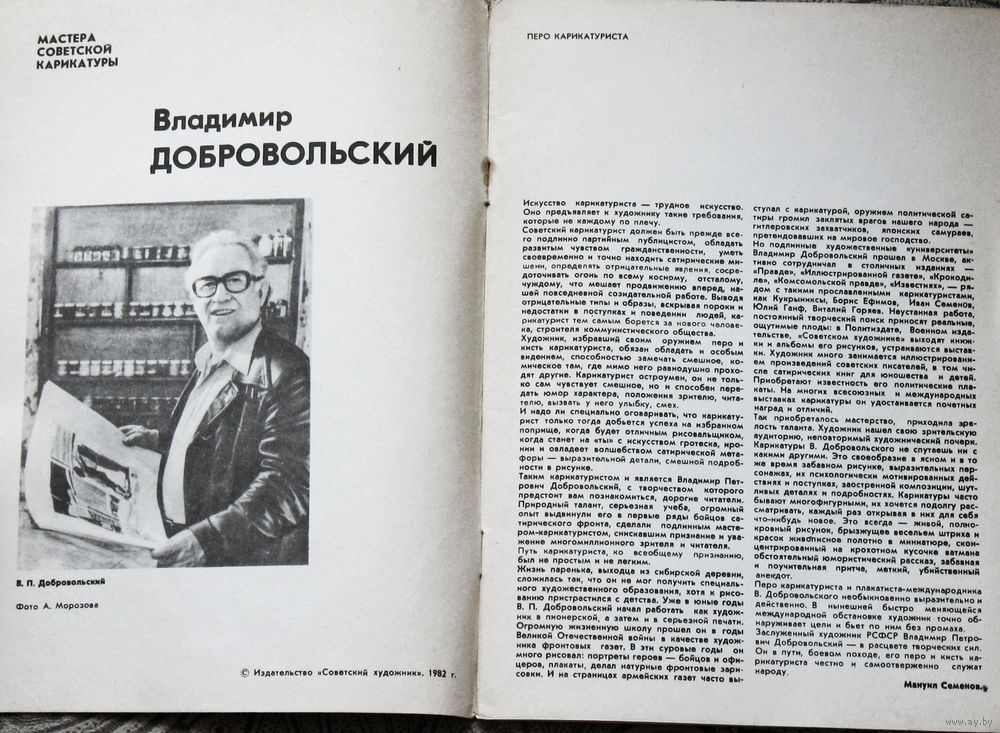 МАСТЕРА
СОВЕТСКОЙ
КАРИКАТУРЫ
Владимир
ДОБРОВОЛЬСКИЙ
В. П. Добровольский
Фото А. Морозова
© Издательство «Советский художник», 1982 г.
ПЕРО КАРИКАТУРИСТА
Искусство карикатуриста — трудное искусство.
Оно предъявляет к художнику такие требования,
которые не каждому по плечу.
Советский карикатурист должен быть прежде все-
го подлинно партийным публицистом, обладать
развитым чувством гражданственности, уметь
своевременно и точно находить сатирические ми-
шени, определять отрицательные явления, сосре-
доточивать огонь по всему косному, отсталому,
чуждому, что мешает продвижению вперед, на-
шей повседневной созидательной работе. Выводя
отрицательные типы и образы, вскрывая пороки и
недостатки в поступках и поведении людей, ка-
рикатурист тем самым борется за нового челове-
ка, строителя коммунистического общества.
Художник, избравший своим оружием перо и
кисть карикатуриста, обязан обладать и особым
видением, способностью замечать смешное, ко-
мическое там, где мимо него равнодушно прохо-
дят другие. Карикатурист остроумен, он не толь-
ко сам чувствует смешное, но и способен пере-
дать юмор характера, положения зрителю, чита-
телю, вызвать у него улыбку, смех.
И надо ли специально оговаривать, что карикату-
рист только тогда добьется успеха на избранном
поприще, когда будет отличным рисовальщиком,
когда станет на «ты» с искусством гротеска, иро-
нии и овладеет волшебством сатирической мета-
форы — выразительной детали, смешной подроб-
ности в рисунке.
Таким карикатуристом и является Владимир Пет-
рович Добровольский, с творчеством которого
предстоит вам познакомиться, дорогие читатели.
Природный талант, серьезная учеба, огромный
опыт выдвинули его в первые ряды бойцов са-
тирического фронта, сделали подлинным масте-
ром-карикатуристом, снискавшим признание и ува-
жение многомиллионного зрителя и читателя.
Путь карикатуриста, ко всеобщему признанию,
был не простым и не легким.
Жизнь паренька, выходца из сибирской деревни,
сложилась так, что он не мог получить специаль-
ного художественного образования, хотя к рисо-
ванию пристрастился с детства. Уже в юные годы
В. П. Добровольский начал работать как худож-
ник в пионерской, а затем и в серьезной печати.
Огромную жизненную школу прошел он в годы
Великой Отечественной войны в качестве худож-
ника фронтовых газет. В эти суровые годы он
много рисовал: портреты героев — бойцов и офи-
церов, плакаты, делал натурные фронтовые зари-
совки. И на страницах армейских газет часто вы-
ступал с карикатурой, оружием политической са-
тиры громил заклятых врагов нашего народа —
гитлеровских захватчиков, японских самураев,
претендовавших на мировое господство.
Но подлинные художественные «университеты»
Владимир Добровольский прошел в Москве, ак-
тивно сотрудничал в столичных изданиях —
«Правде», «Иллюстрированной газете», «Крокоди-
ле», «Комсомольской правде», «Известиях», — ря-
дом с такими прославленными карикатуристами,
как Кукрыниксы, Борис Ефимов, Иван Семенов,
Юлий Ганф, Виталий Горяев. Неустанная работа,
постоянный творческий поиск приносят реальные,
ощутимые плоды: в Политиздате, Военном изда-
тельстве, «Советском художнике» выходят книж-
ки и альбомы его рисунков, устраиваются выстав-
ки. Художник много занимается иллюстрировани-
ем произведений советских писателей, в том чи-
сле сатирических книг для юношества и детей.
Приобретают известность его политические пла-
каты. На многих всесоюзных и международных
выставках карикатуры он удостаивается почетных
наград и отличий.
Так приобреталось мастерство, приходила зре-
лость таланта. Художник нашел свою зрительскую
аудиторию, неповторимый художнический почерк.
Карикатуры В. Добровольского не спутаешь ни с
какими другими. Это своеобразие в ясном и в то
же время забавном рисунке, выразительных пер-
сонажах, их психологически мотивированных дей-
ствиях и поступках, заостренной композиции, шут-
ливых деталях и подробностях. Карикатуры часто
бывают многофигурными, их хочется подолгу рас-
сматривать, каждый раз открывая в них для себя
что-нибудь новое. Это всегда — живой, полно-
кровный рисунок, брызжущее весельем штриха и
красок живописное полотно в миниатюре, скон-
центрированный на крохотном кусочке ватмана
обстоятельный юмористический рассказ, забавная
и поучительная притча, меткий, убийственный
анекдот.
Перо карикатуриста и плакатиста-международника
В. Добровольского необыкновенно выразительно и
действенно. В нынешней быстро меняющейся
международной обстановке художник точно об-
наруживает цели и бьет по ним без промаха.
Заслуженный художник РСФСР Владимир Петро-
вич Добровольский — в расцвете творческих сил.
Он в пути, боевом походе, его перо и кисть ка-
рикатуриста честно и самоотверженно служат
народу.
Мануил Семенов.
www.ay.by